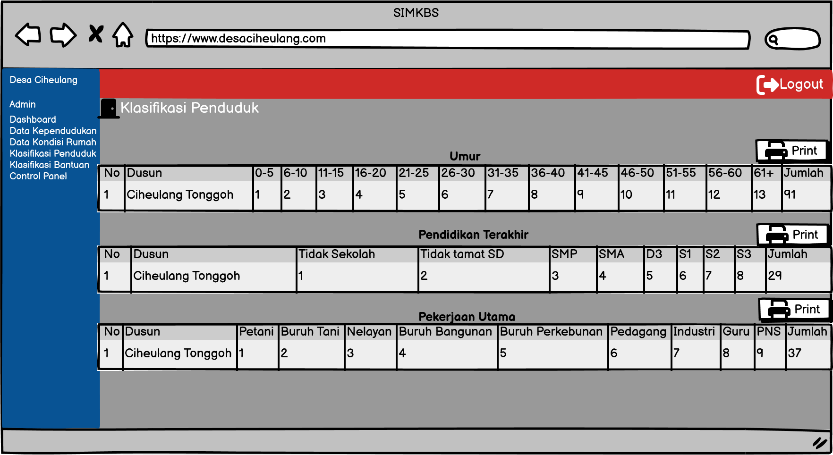 SIMKBS
https://www.desaciheulang.com
Desa Ciheulang
Logout
Admin
Dashboard
Data Kependudukan
Data Kondisi Rumah
Klasifikasi Penduduk
Klasifikasi Bantuan
Control Panel
Klasifikasi Penduduk
Umur
Print
No Dusun 0-5 6-10 11-15 16-20 21-25 26-30 31-35 36-40 41-45 46-50 51-55 56-60 61+ Jumlah
1 Ciheulang Tonggoh 1 2 3 4 5 6 7 8 9 10 11 12 13 91
Pendidikan Terakhir
Print
No Dusun Tidak Sekolah Tidak tamat SD SMP SMA D3 S1 S2 S3 Jumlah
1 Ciheulang Tonggoh 1 2 3 4 5 6 7 8 29
Pekerjaan Utama
Print
No Dusun Petani Buruh Tani Nelayan Buruh Bangunan Buruh Perkebunan Pedagang Industri Guru PNS Jumlah
1 Ciheulang Tonggoh 1 2 3 4 5 6 7 8 9 37